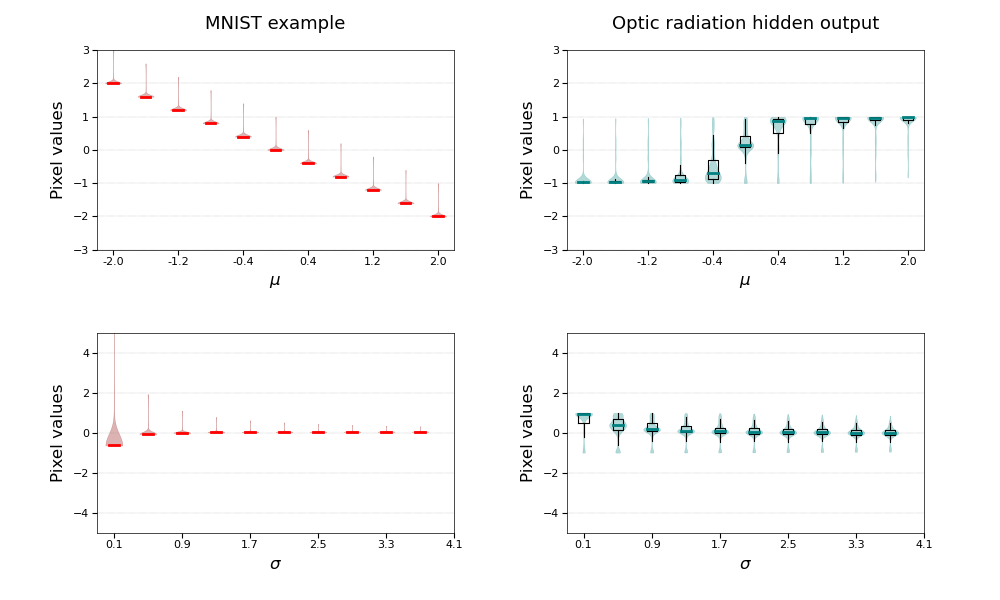 MNIST example
Optic radiation hidden output
Pixel values
3
2
1
0
−1
−2
−3
-2.0 -1.2 -0.4 0.4 1.2 2.0
μ
Pixel values
3
2
1
0
−1
−2
−3
-2.0 -1.2 -0.4 0.4 1.2 2.0
μ
Pixel values
4
2
0
−2
−4
0.1 0.9 1.7 2.5 3.3 4.1
σ
Pixel values
4
2
0
−2
−4
0.1 0.9 1.7 2.5 3.3 4.1
σ